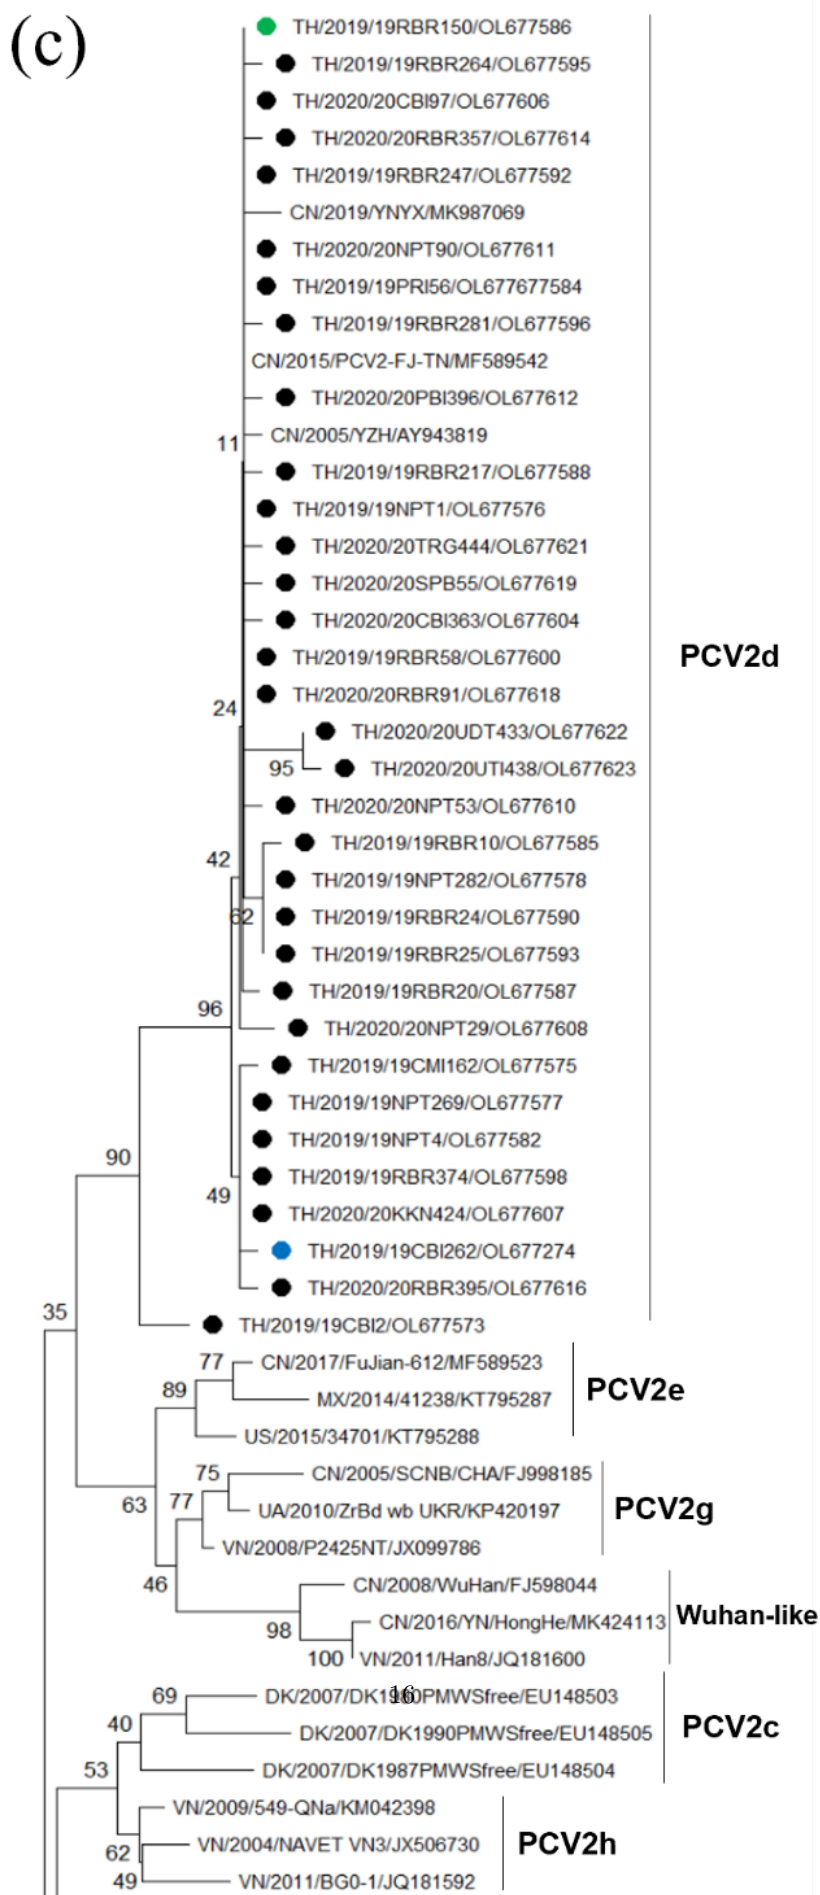 (c)
TH/2019/19RBR150/OL677586
TH/2019/19RBR264/OL677595
TH/2020/20CBI97/OL677606
TH/2020/20RBR357/OL677614
TH/2019/19RBR247/OL677592
CN/2019/YNYX/MK987069
TH/2020/20NPT90/OL677611
TH/2019/19PRI56/OL677677584
TH/2019/19RBR281/OL677596
CN/2015/PCV2-FJ-TN/MF589542
TH/2020/20PBI396/OL677612
CN/2005/YZH/AY943819
11
TH/2019/19RBR217/OL677588
TH/2019/19NPT1/OL677576
TH/2020/20TRG444/OL677621
TH/2020/20SPB55/OL677619
TH/2020/20CBI363/OL677604
TH/2019/19RBR58/OL677600
PCV2d
TH/2020/20RBR91/OL677618
24
TH/2020/20UDT433/OL677622
95
TH/2020/20UTI438/OL677623
TH/2020/20NPT53/OL677610
TH/2019/19RBR10/OL677585
42
TH/2019/19NPT282/OL677578
62
TH/2019/19RBR24/OL677590
TH/2019/19RBR25/OL677593
TH/2019/19RBR20/OL677587
96
TH/2020/20NPT29/OL677608
TH/2019/19CMI162/OL677575
TH/2019/19NPT269/OL677577
TH/2019/19NPT4/OL677582
90
TH/2019/19RBR374/OL677598
49
TH/2020/20KKN424/OL677607
TH/2019/19CBI262/OL677274
TH/2020/20RBR395/OL677616
35
TH/2019/19CBI2/OL677573
77
CN/2017/FuJian-612/MF589523
89
MX/2014/41238/KT795287
PCV2e
US/2015/34701/KT795288
75
CN/2005/SCNB/CHA/FJ998185
63
77
UA/2010/ZrBd wb UKR/KP420197
PCV2g
VN/2008/P2425NT/JX099786
46
CN/2008/WuHan/FJ598044
98
CN/2016/YN/HongHe/MK424113
Wuhan-like
100
VN/2011/Han8/JQ181600
69
DK/2007/DK1980PMWSfree/EU148503
16
40
DK/2007/DK1990PMWSfree/EU148505
PCV2c
53
DK/2007/DK1987PMWSfree/EU148504
VN/2009/549-QNa/KM042398
62
VN/2004/NAVET VN3/JX506730
PCV2h
49
VN/2011/BG0-1/JQ181592